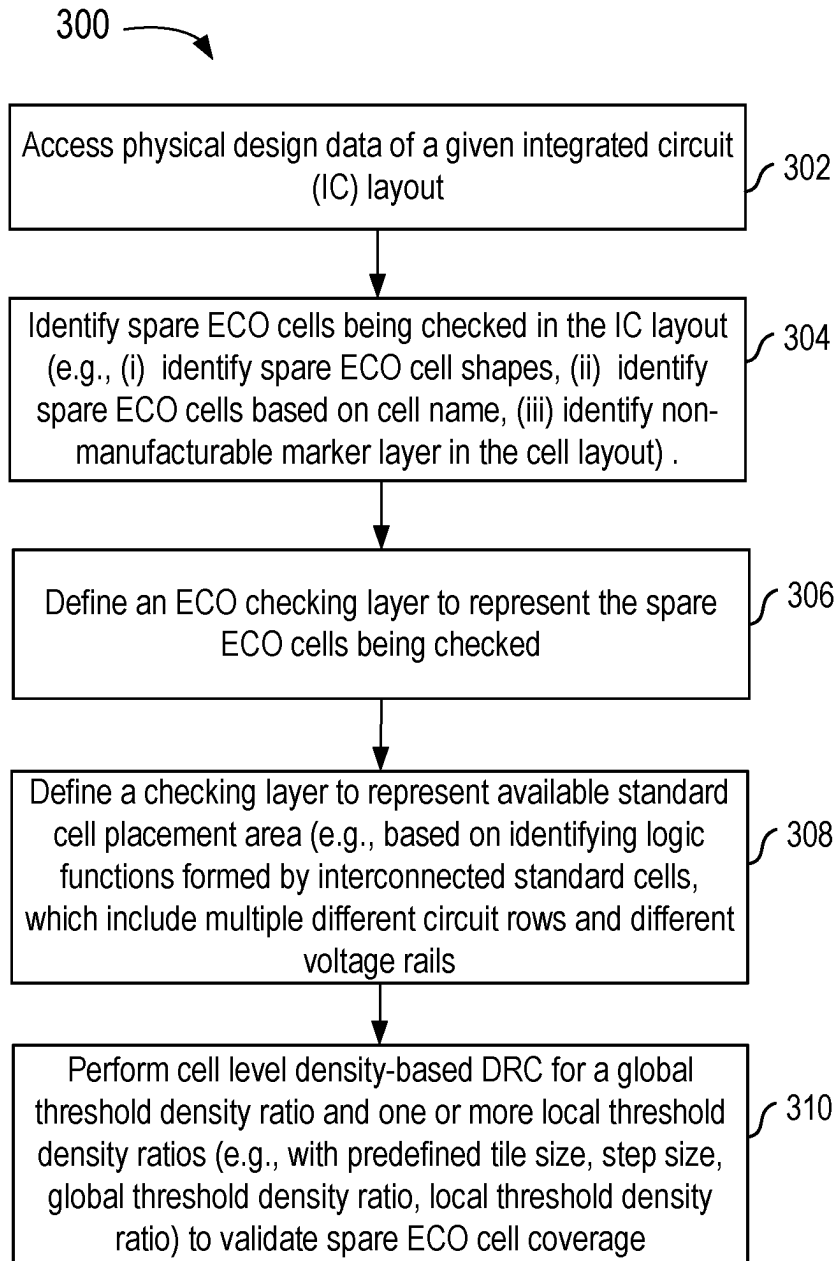 300
Access physical design data of a given integrated circuit
(IC) layout
302
Identify spare ECO cells being checked in the IC layout
(e.g., (i) identify spare ECO cell shapes, (ii) identify
spare ECO cells based on cell name, (iii) identify non-
manufacturable marker layer in the cell layout) .
304
Define an ECO checking layer to represent the spare
ECO cells being checked
306
Define a checking layer to represent available standard
cell placement area (e.g., based on identifying logic
functions formed by interconnected standard cells,
which include multiple different circuit rows and different
voltage rails
308
Perform cell level density-based DRC for a global
threshold density ratio and one or more local threshold
density ratios (e.g., with predefined tile size, step size,
global threshold density ratio, local threshold density
ratio) to validate spare ECO cell coverage
310